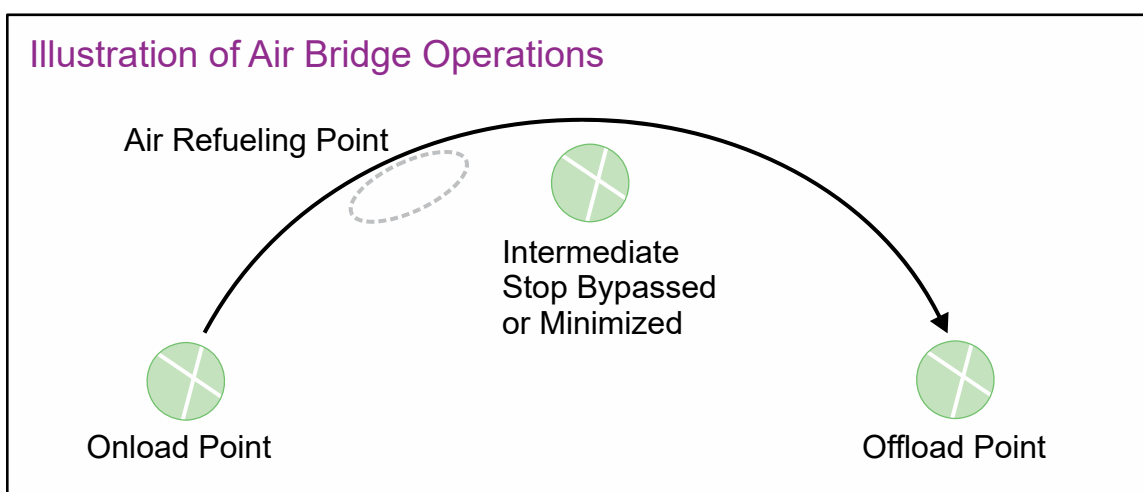 Illustration of Air Bridge Operations
Air Refueling Point
Intermediate
Stop Bypassed
or Minimized
Onload Point
Offload Point